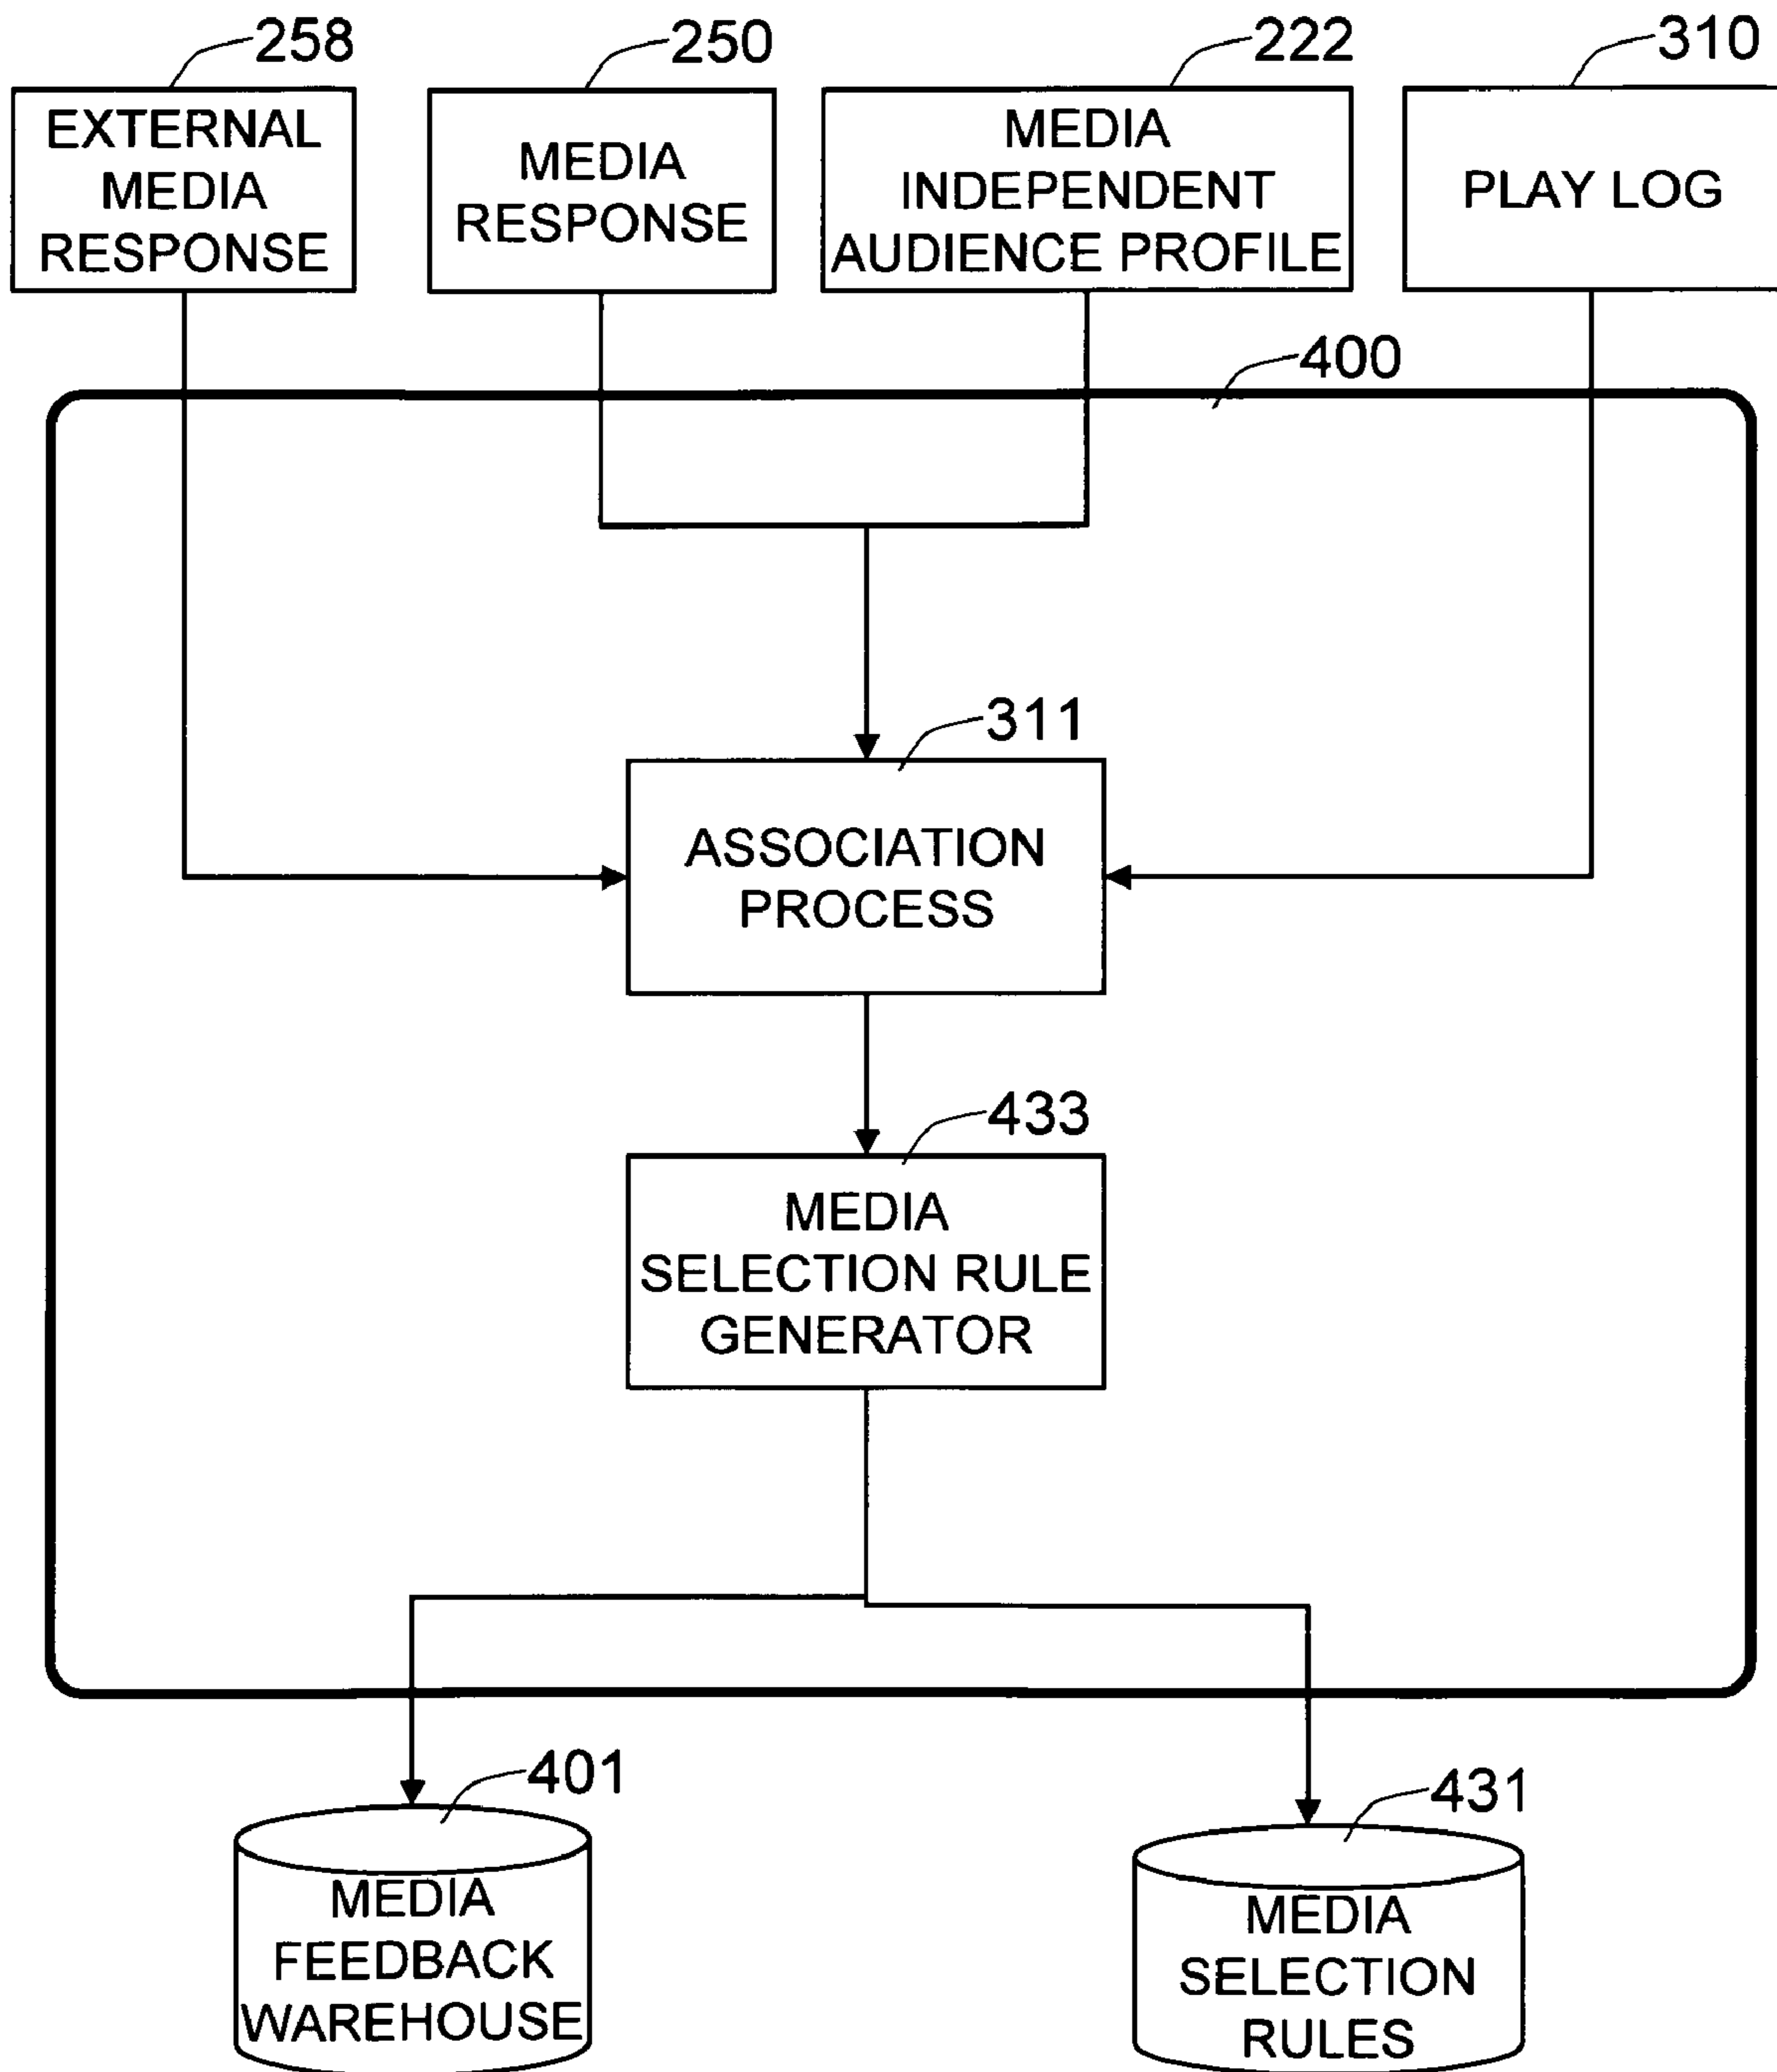 258
250
222
310
EXTERNAL
MEDIA
RESPONSE
MEDIA
RESPONSE
MEDIA
INDEPENDENT
AUDIENCE PROFILE
PLAY LOG
400
311
ASSOCIATION
PROCESS
433
MEDIA
SELECTION RULE
GENERATOR
401
MEDIA
FEEDBACK
WAREHOUSE
431
MEDIA
SELECTION
RULES